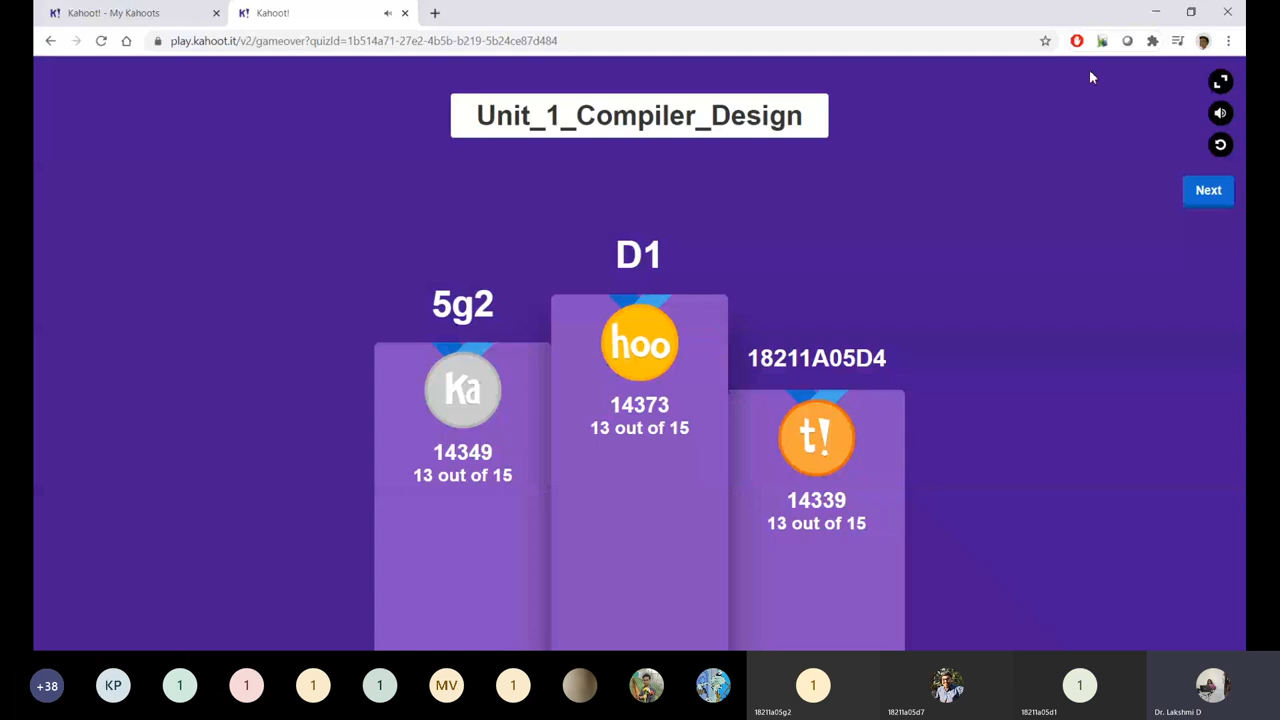 Kahoot! - My Kahoots
Kahoot!
play.kahoot.it/v2/gameover?quizId=1b514a71-27e2-4b5b-b219-5b24ce87d484
Unit_1_Compiler_Design
Next
D1
hoo
14373
13 out of 15
5g2
Ka
14349
13 out of 15
18211A05D4
t!
14339
13 out of 15
+38
KP
1
1
1
1
MV
1
1
18211a05g2
18211a05d7
1
18211a05d1
Dr. Lakshmi D